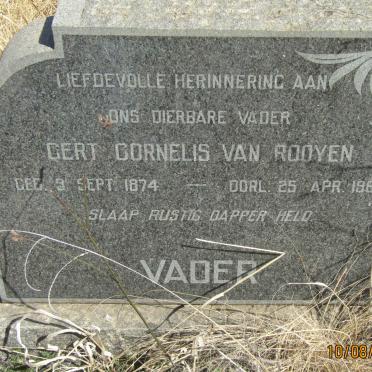 LIEFDEVOLLE HERINNERING AAN
ONS DIERBARE VADER
GERT CORNELIS VAN ROOYEN
GEB. 9 SEPT. 1874 — OORL. 25 APR.
SLAAP RUSTIG DAPPER HELD
VADER
10/08/